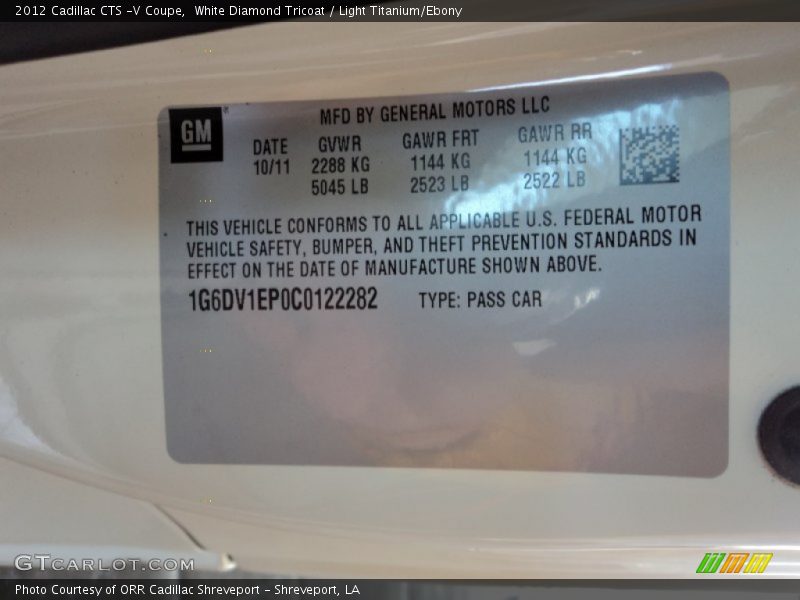 2012 Cadillac CTS -V Coupe, White Diamond Tricoat / Light Titanium/Ebony
MFD BY GENERAL MOTORS LLC
GM
DATE GVWR GAWR FRT GAWR RR
10/11 2288 KG 1144 KG 1144 KG
5045 LB 2523 LB 2522 LB
THIS VEHICLE CONFORMS TO ALL APPLICABLE U.S. FEDERAL MOTOR
VEHICLE SAFETY, BUMPER, AND THEFT PREVENTION STANDARDS IN
EFFECT ON THE DATE OF MANUFACTURE SHOWN ABOVE.
1G6DV1EP0C0122282 TYPE: PASS CAR
GTCARLOT.COM
Photo Courtesy of ORR Cadillac Shreveport - Shreveport, LA